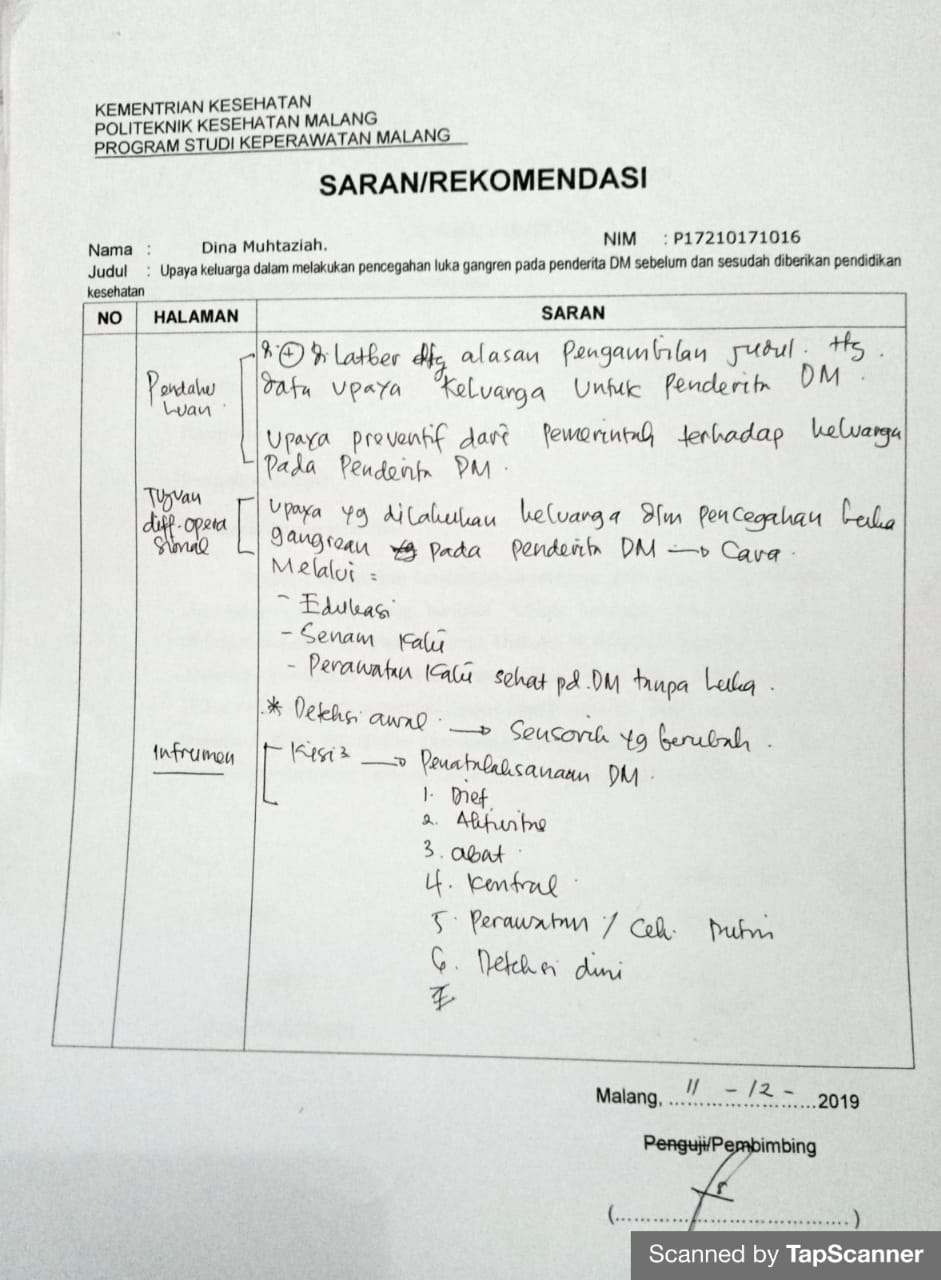 KEMENTRIAN KESEHATAN
POLITEKNIK KESEHATAN MALANG
PROGRAM STUDI KEPERAWATAN MALANG
SARAN/REKOMENDASI
Nama : Dina Muhtaziah. NIM : P17210171016
Judul : Upaya keluarga dalam melakukan pencegahan luka gangren pada penderita DM sebelum dan sesudah diberikan pendidikan
kesehatan
NO HALAMAN SARAN
Pendahu
luan.
alasan Pengambilan judul. ttg.
data upaya keluarga untuk Penderita DM.
Upaya preventif dari pemerintah terhadap keluarga
Pada Penderita DM.
Tujuan
diff.opera
sional
Upaya yg dilakukan keluarga dlm pencegahan luka
gangrean pada penderita DM → Cara.
Melalui :
- Edukasi
- Senam kaki
- Perawatan kaki sehat pd. DM tanpa luka.
* Deteksi awal. → Sensorik yg berubah.
Intrumen
Kisi2 → Penatalaksanaan DM.
1. Diet
2. Aktivitas
3. obat
4. kontrol
5. Perawatan / Cek rutin
6. Deteksi dini
Malang, 11 - 12 - 2019
Penguji/Pembimbing
(....................................)
Scanned by TapScanner